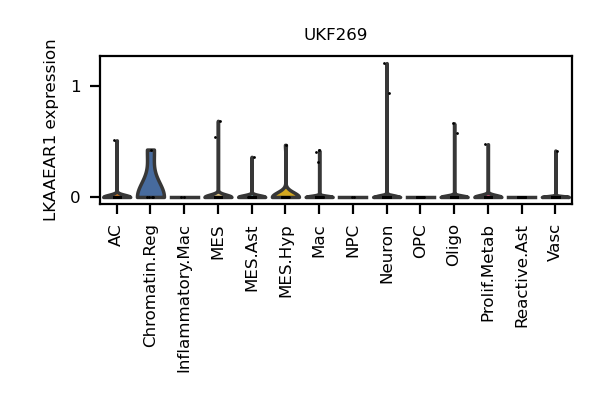 UKF269
LKAAEAR1 expression
1
0
AC
Chromatin.Reg
Inflammatory.Mac
MES
MES.Ast
MES.Hyp
Mac
NPC
Neuron
OPC
Oligo
Prolif.Metab
Reactive.Ast
Vasc